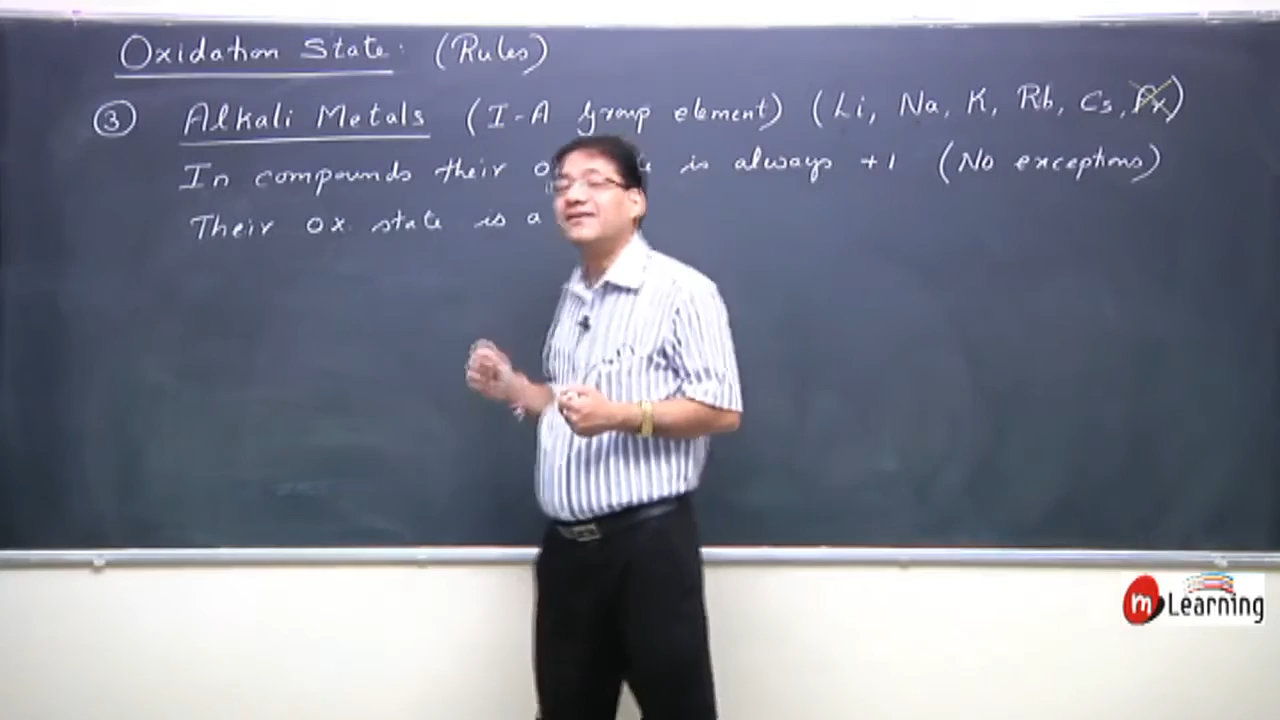 Oxidation State: (Rules)
③ Alkali Metals (I-A group element) (Li, Na, K, Rb, Cs, Fr)
In compounds their is always +1 (No exceptions)
Their ox. state is a
m Learning